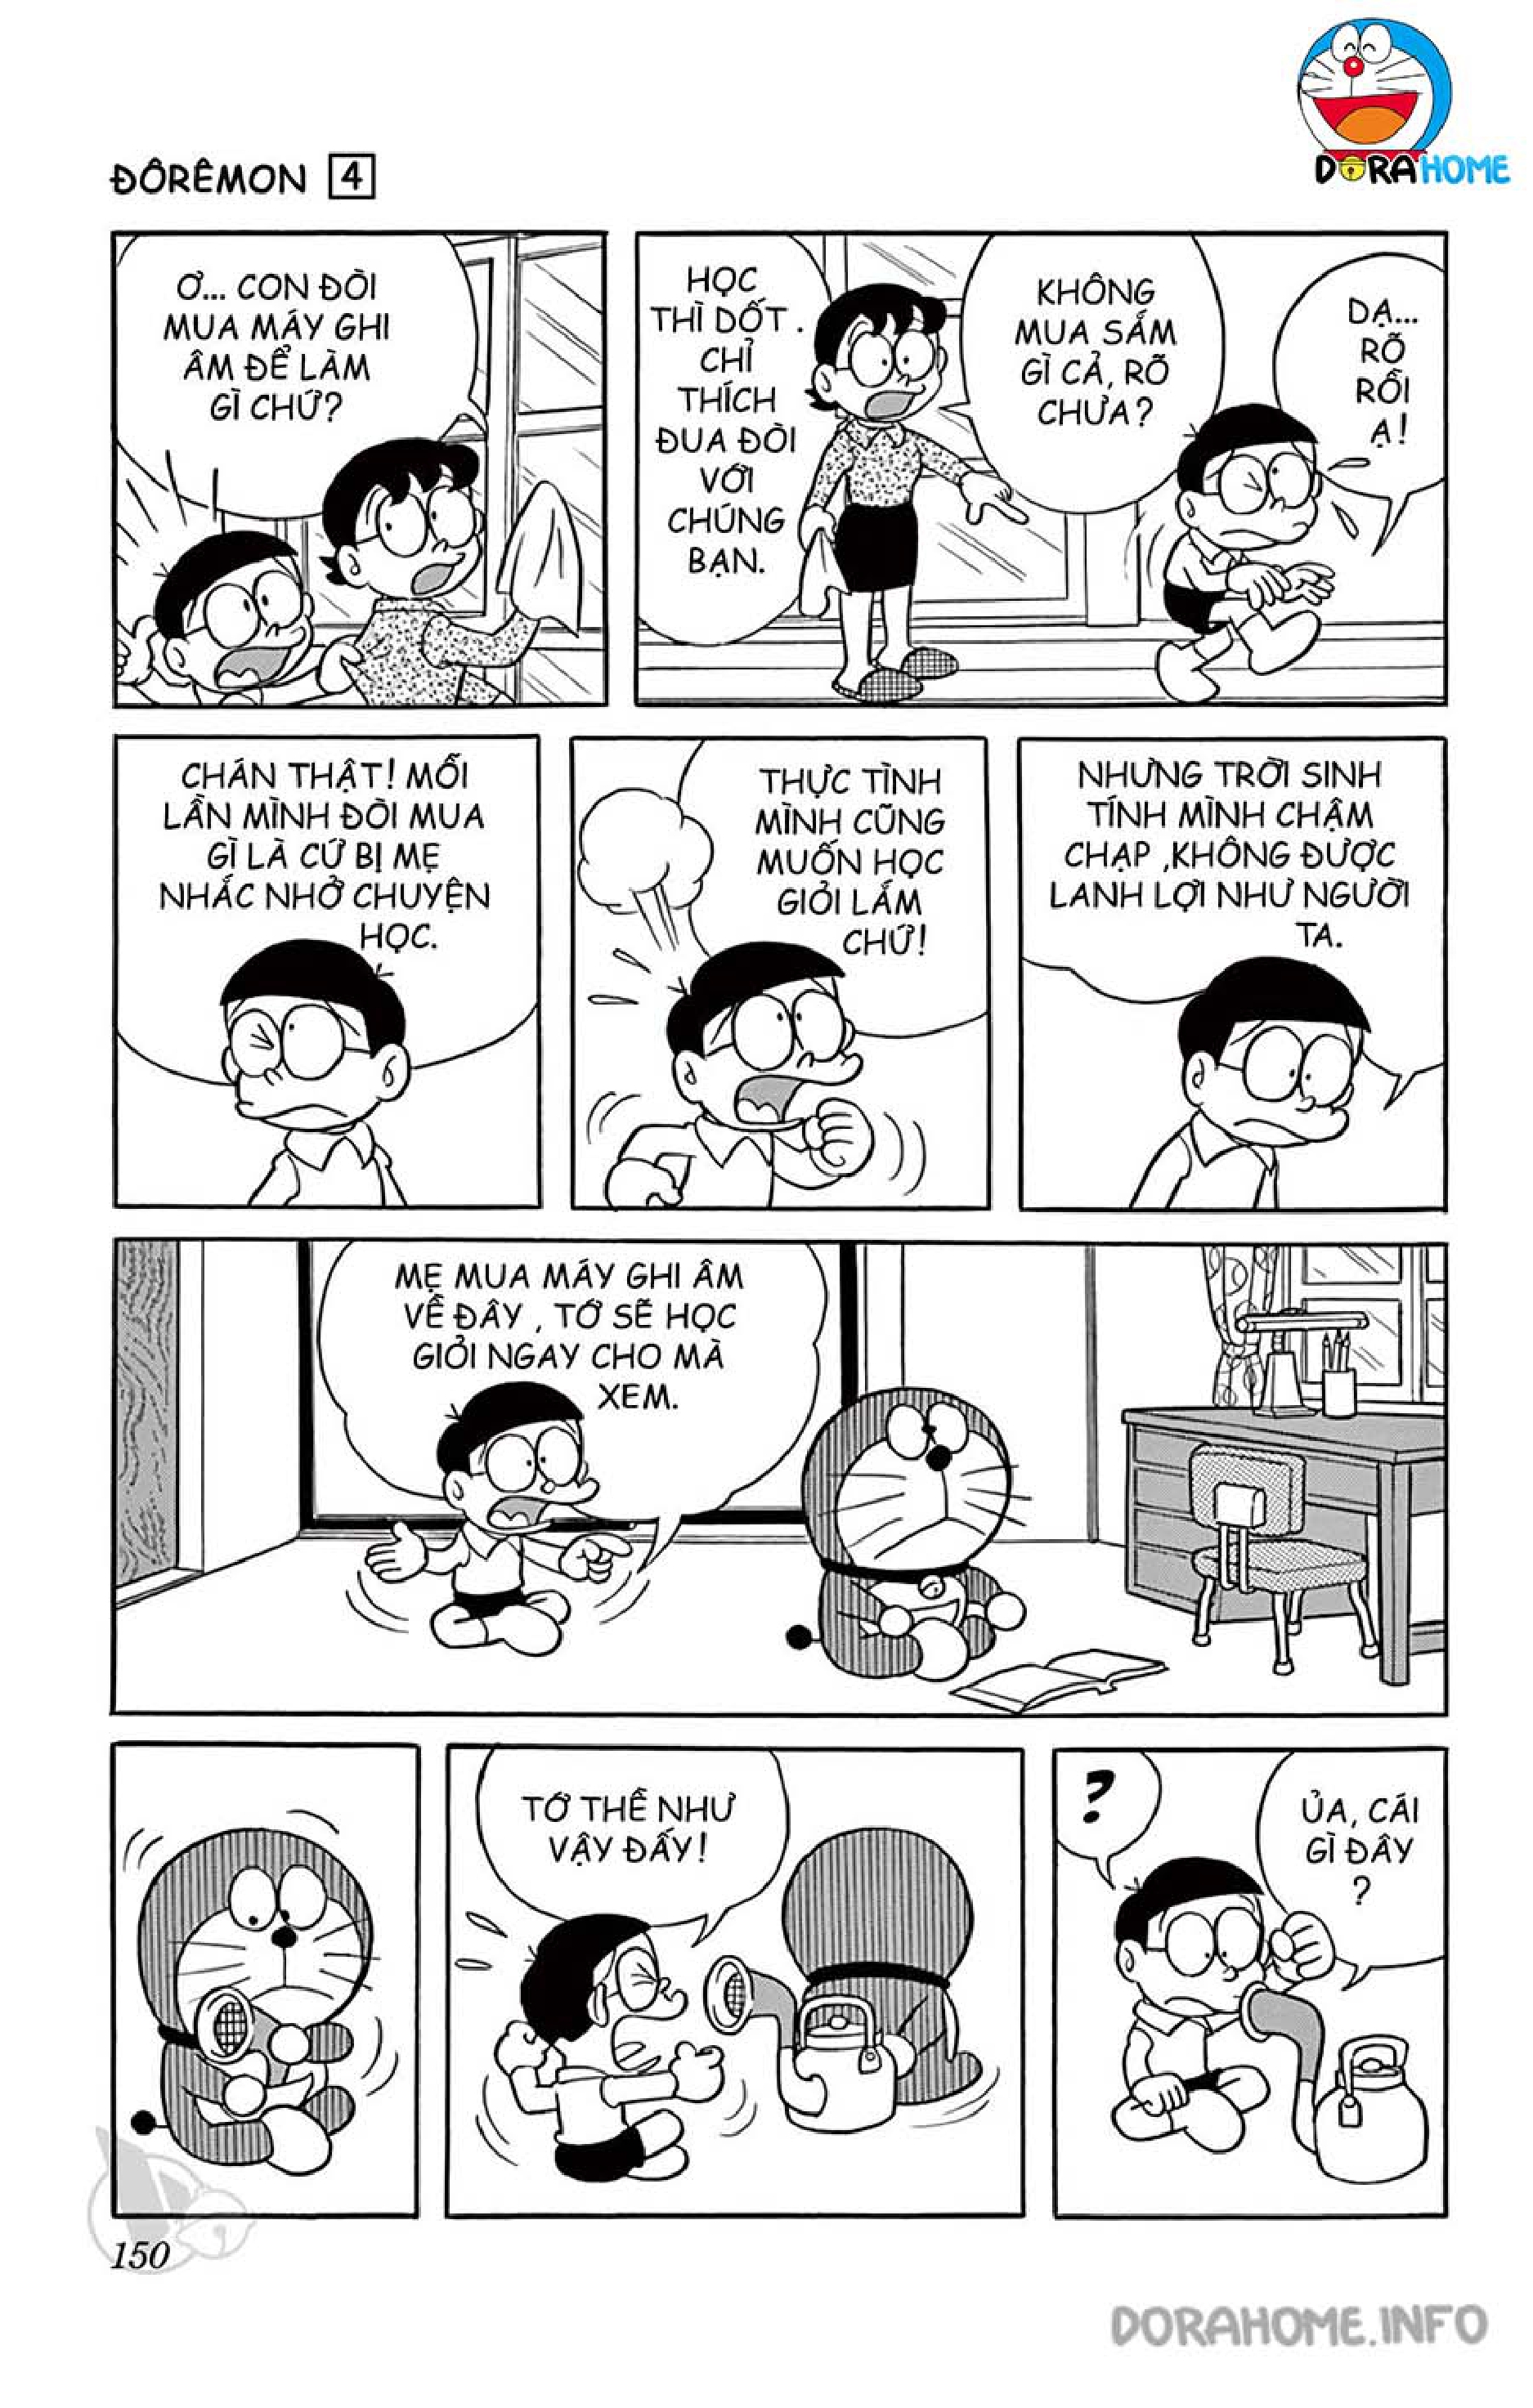 DORAHOME
ĐÔRÊMON 4
Ơ... CON ĐÒI
MUA MÁY GHI
ÂM ĐỂ LÀM
GÌ CHỨ?
HỌC
THÌ DỐT .
CHỈ
THÍCH
ĐUA ĐÒI
VỚI
CHÚNG
BẠN.
KHÔNG
MUA SẮM
GÌ CẢ, RÕ
CHƯA?
DẠ...
RÕ
RỒI
Ạ!
CHÁN THẬT! MỖI
LẦN MÌNH ĐÒI MUA
GÌ LÀ CỨ BỊ MẸ
NHẮC NHỞ CHUYỆN
HỌC.
THỰC TÌNH
MÌNH CŨNG
MUỐN HỌC
GIỎI LẮM
CHỨ!
NHƯNG TRỜI SINH
TÍNH MÌNH CHẬM
CHẠP ,KHÔNG ĐƯỢC
LANH LỢI NHƯ NGƯỜI
TA.
MẸ MUA MÁY GHI ÂM
VỀ ĐÂY , TỚ SẼ HỌC
GIỎI NGAY CHO MÀ
XEM.
TỚ THỀ NHƯ
VẬY ĐẤY!
?
ỦA, CÁI
GÌ ĐÂY
?
150
DORAHOME.INFO